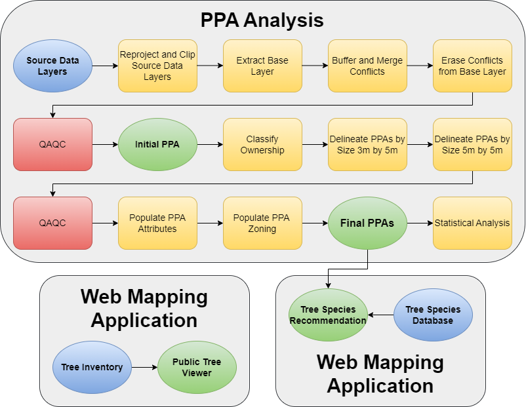 PPA Analysis
Source Data
Layers
Reproject and Clip
Source Data
Layers
Extract Base
Layer
Buffer and Merge
Conflicts
Erase Conflicts
from Base Layer
QAQC
Initial PPA
Classify
Ownership
Delineate PPAs by
Size 3m by 5m
Delineate PPAs by
Size 5m by 5m
QAQC
Populate PPA
Attributes
Populate PPA
Zoning
Final PPAs
Statistical Analysis
Web Mapping
Application
Tree Inventory
Public Tree
Viewer
Tree Species
Recommendation
Tree Species
Database
Web Mapping
Application